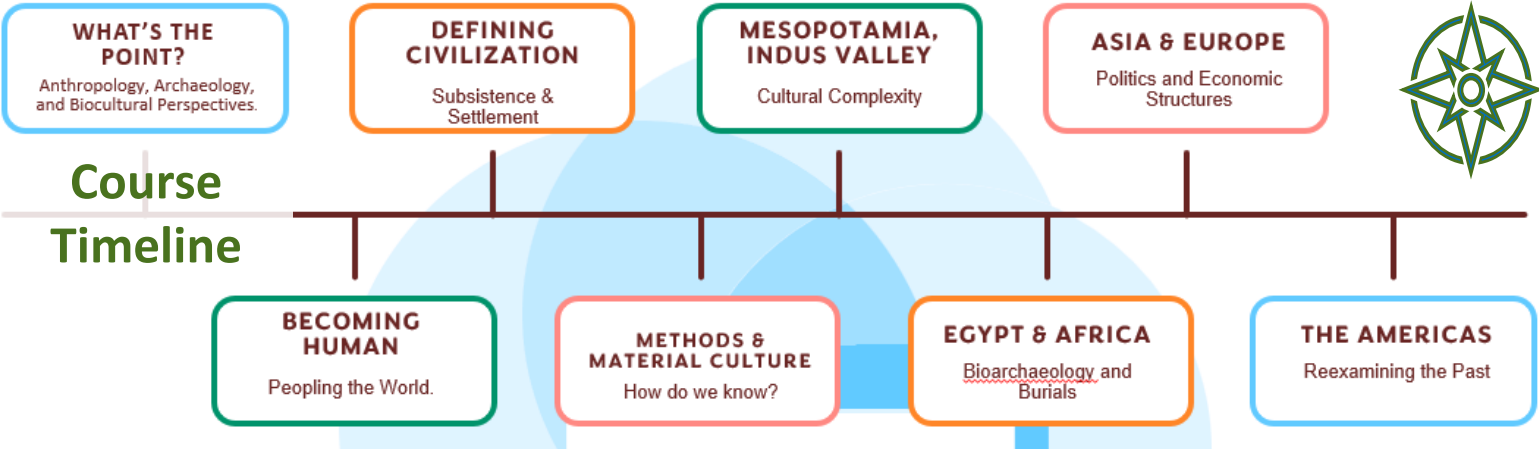 WHAT'S THE
POINT?
Anthropology, Archaeology,
and Biocultural Perspectives.
DEFINING
CIVILIZATION
Subsistence &
Settlement
MESOPOTAMIA,
INDUS VALLEY
Cultural Complexity
ASIA & EUROPE
Politics and Economic
Structures
Course
Timeline
BECOMING
HUMAN
Peopling the World.
METHODS &
MATERIAL CULTURE
How do we know?
EGYPT & AFRICA
Bioarchaeology and
Burials
THE AMERICAS
Reexamining the Past